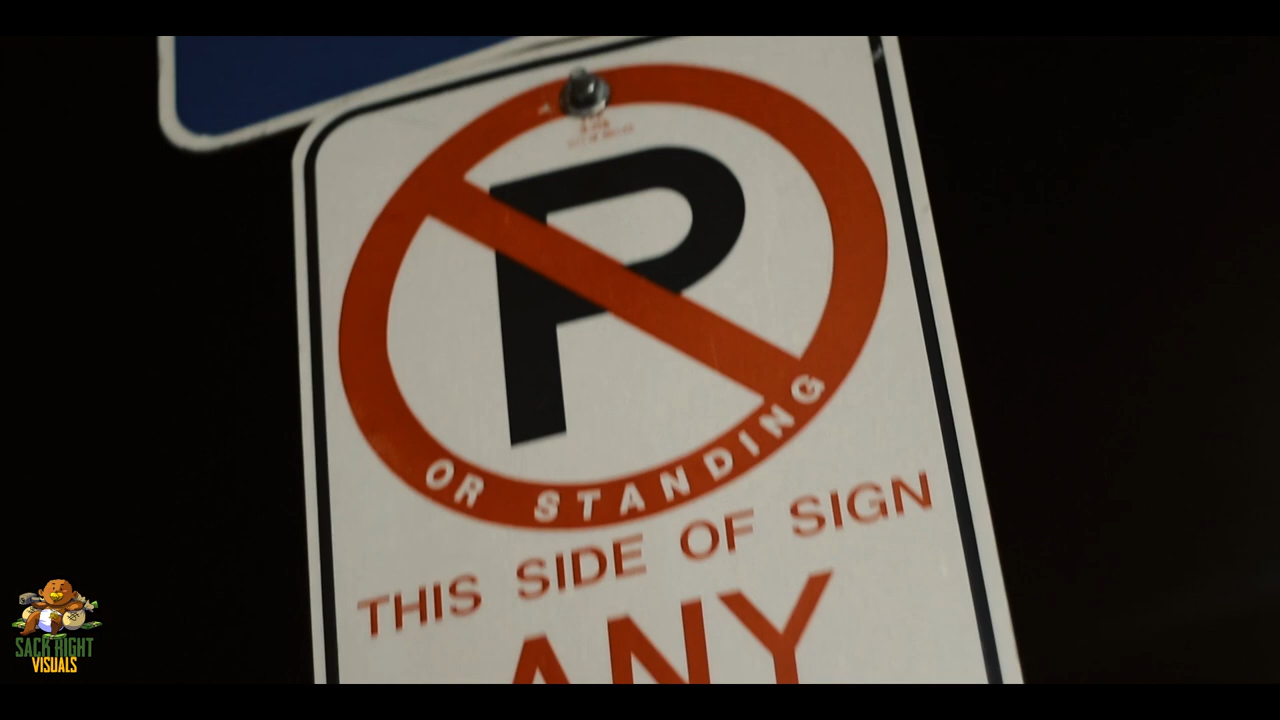 P
OR STANDING
THIS SIDE OF SIGN
ANY
SACK RIGHT
VISUALS